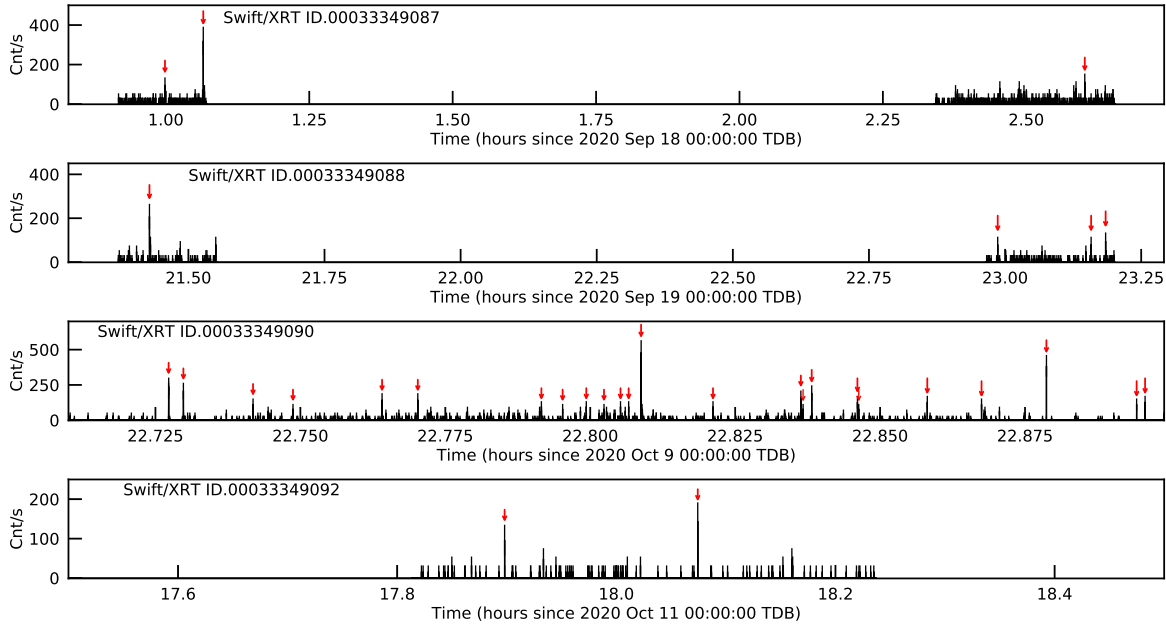 Swift/XRT ID.00033349087
400
200
0
Cnt/s
1.00 1.25 1.50 1.75 2.00 2.25 2.50
Time (hours since 2020 Sep 18 00:00:00 TDB)
Swift/XRT ID.00033349088
400
200
0
Cnt/s
21.50 21.75 22.00 22.25 22.50 22.75 23.00 23.25
Time (hours since 2020 Sep 19 00:00:00 TDB)
Swift/XRT ID.00033349090
500
250
0
Cnt/s
22.725 22.750 22.775 22.800 22.825 22.850 22.875
Time (hours since 2020 Oct 9 00:00:00 TDB)
Swift/XRT ID.00033349092
200
100
0
Cnt/s
17.6 17.8 18.0 18.2 18.4
Time (hours since 2020 Oct 11 00:00:00 TDB)